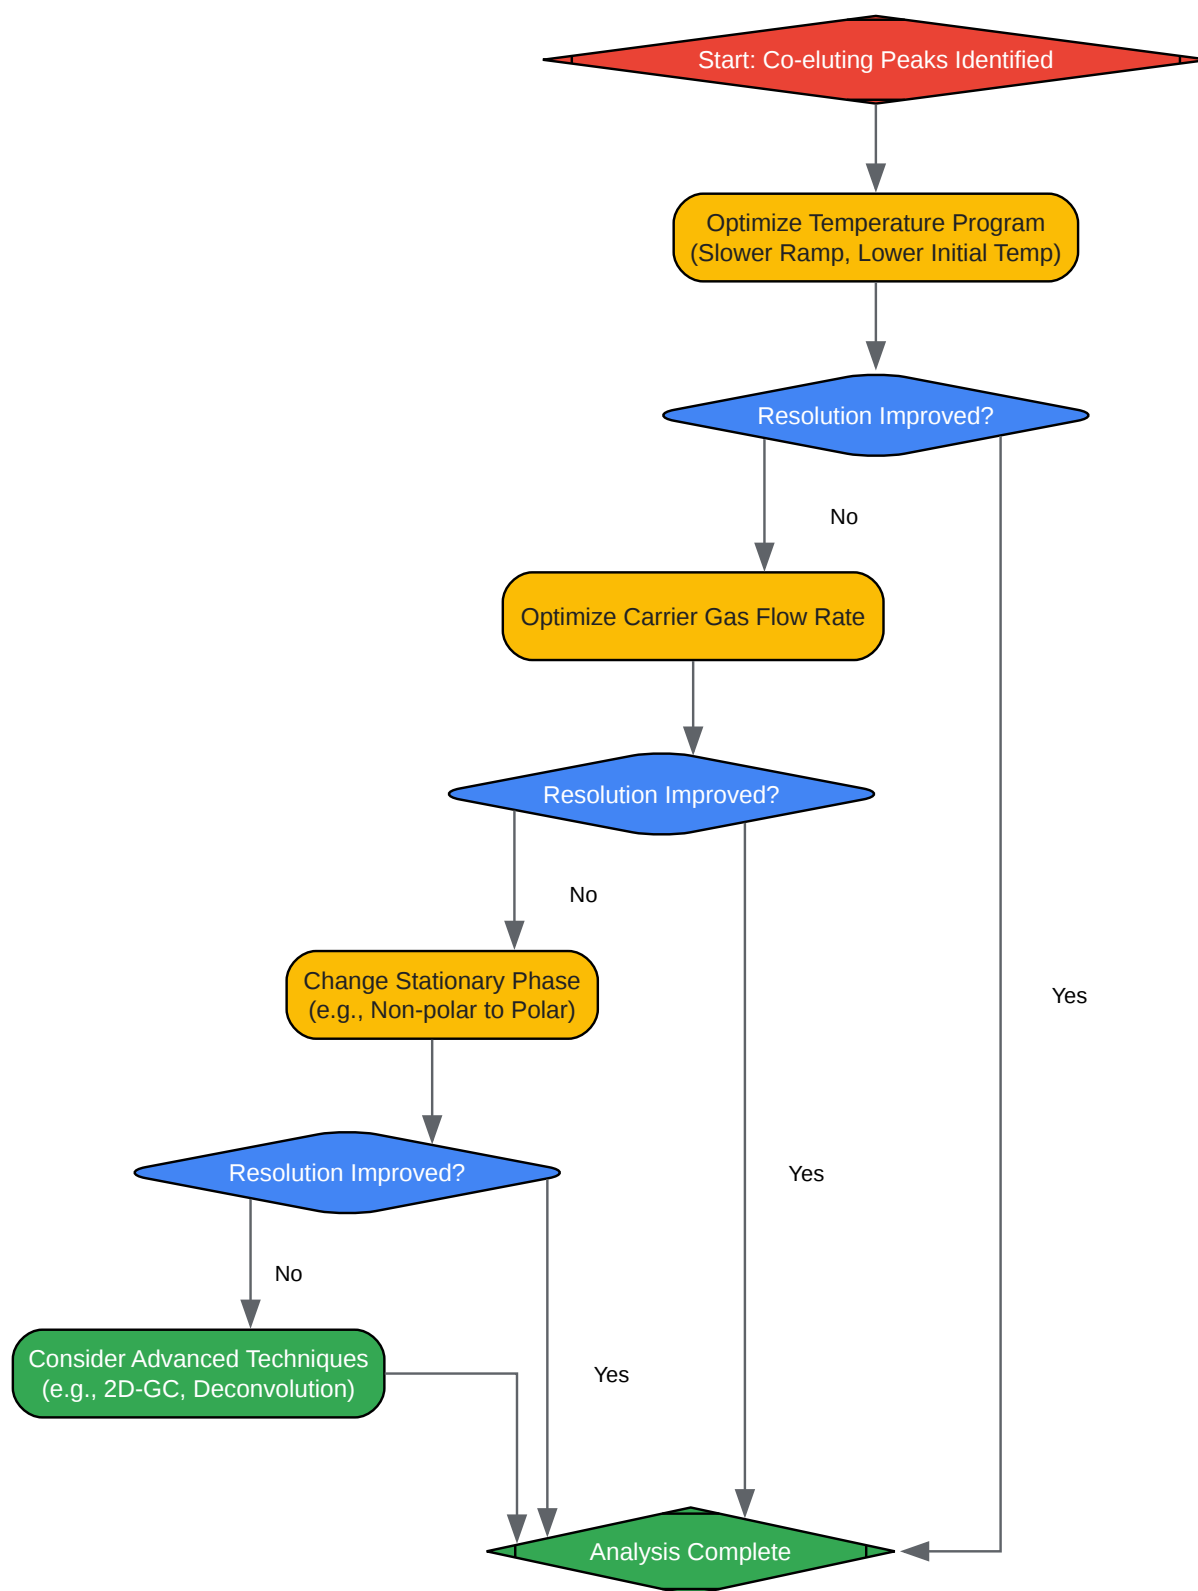 Start: Co-eluting Peaks Identified
Optimize Temperature Program
(Slower Ramp, Lower Initial Temp)
Resolution Improved?
No
Optimize Carrier Gas Flow Rate
Resolution Improved?
No
Change Stationary Phase
(e.g., Non-polar to Polar)
Yes
Resolution Improved?
Yes
No
Consider Advanced Techniques
(e.g., 2D-GC, Deconvolution)
Yes
Analysis Complete